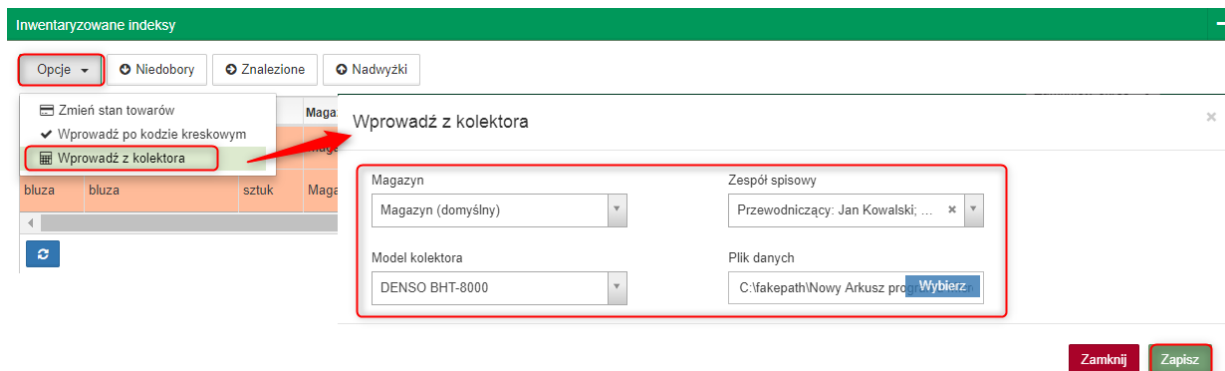 Inwentaryzowane indeksy
Opcje Niedobory Znalezione Nadwyżki
Zmień stan towarów
Wprowadź po kodzie kreskowym
Wprowadź z kolektora
Maga
bluza bluza sztuk Maga
Wprowadź z kolektora
Magazyn Zespół spisowy
Magazyn (domyślny) Przewodniczący: Jan Kowalski; ...
Model kolektora Plik danych
DENSO BHT-8000 C:\fakepath\Nowy Arkusz Wybierz
Zamknij Zapisz